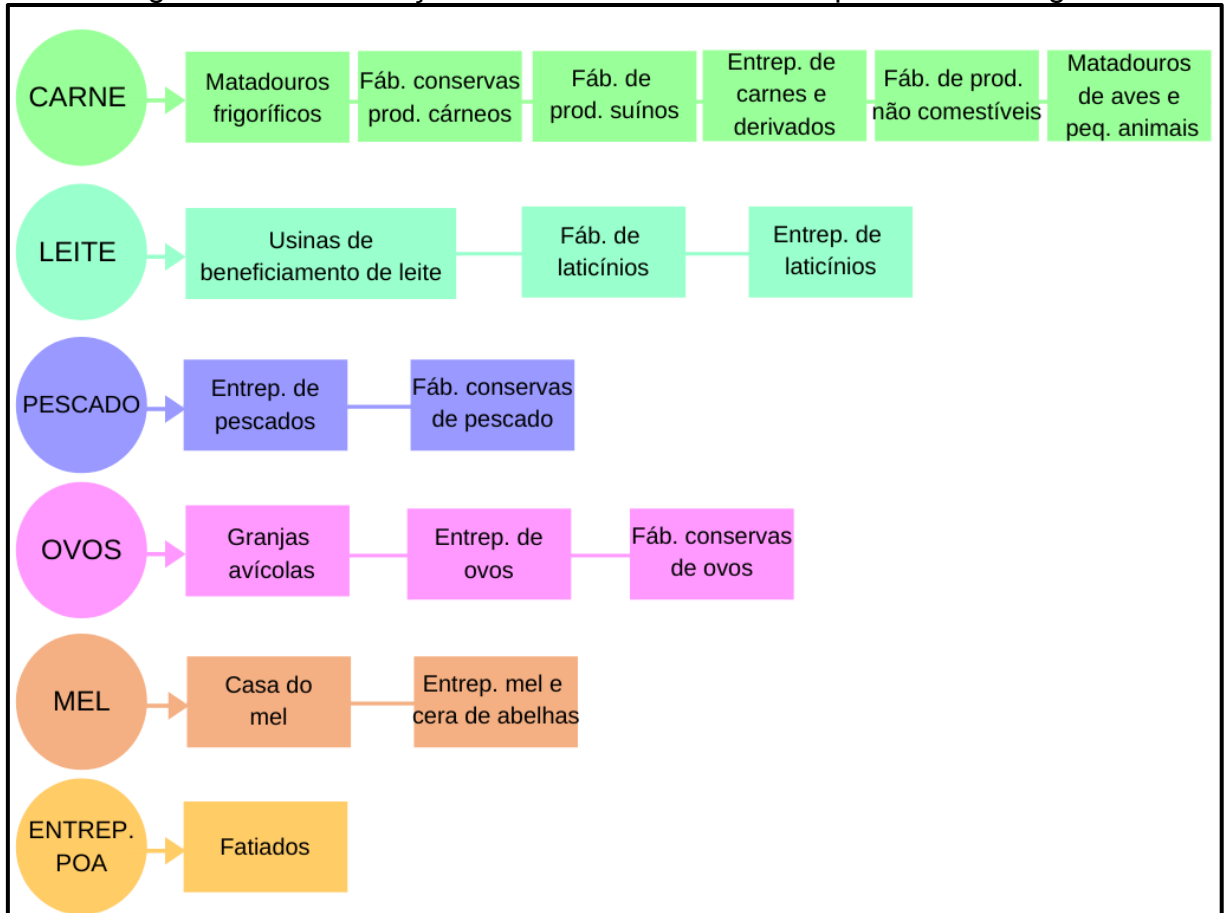 CARNE
Matadouros
frigoríficos
Fáb. conservas
prod. cárneos
Fáb. de
prod. suínos
Entrep. de
carnes e
derivados
Fáb. de prod.
não comestíveis
Matadouros
de aves e
peq. animais
LEITE
Usinas de
beneficiamento de leite
Fáb. de
laticínios
Entrep. de
laticínios
PESCADO
Entrep. de
pescados
Fáb. conservas
de pescado
OVOS
Granjas
avícolas
Entrep. de
ovos
Fáb. conservas
de ovos
MEL
Casa do
mel
Entrep. mel e
cera de abelhas
ENTREP.
POA
Fatiados